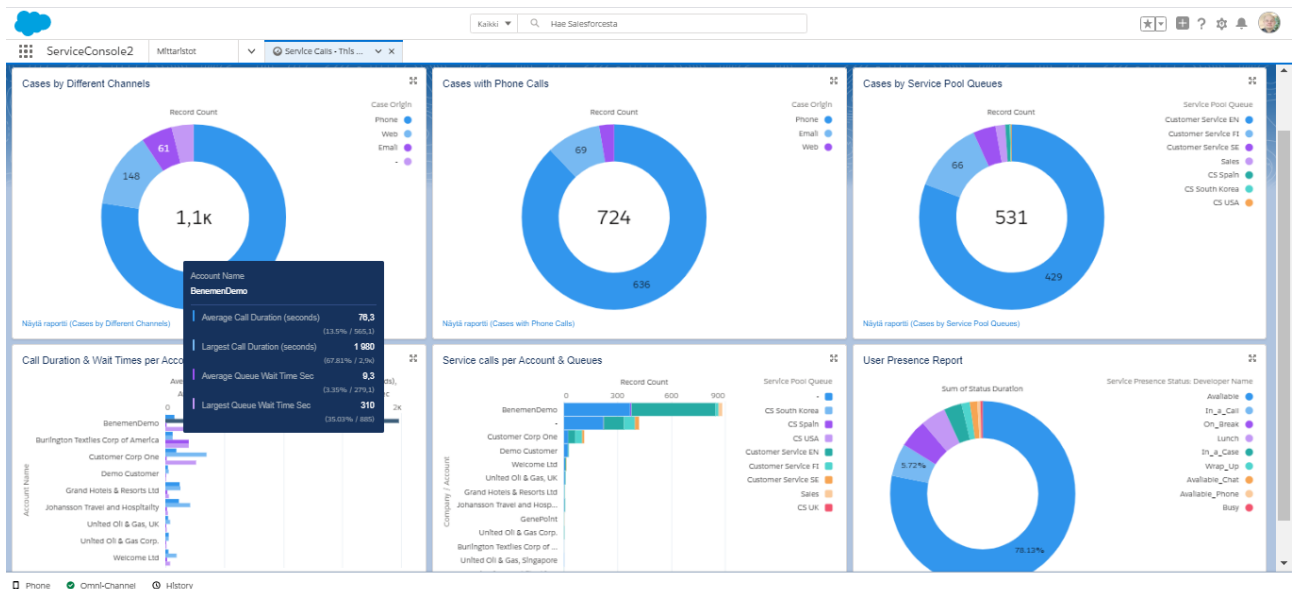 Kaikki
Hae Salesforcesta
ServiceConsole2
Mittaristot
Service Calls - This ...
Cases by Different Channels
Record Count
Case Origin
Phone
Web
Email
-
61
148
1,1K
Näytä raportti (Cases by Different Channels)
Cases with Phone Calls
Record Count
Case Origin
Phone
Email
Web
69
724
636
Näytä raportti (Cases with Phone Calls)
Cases by Service Pool Queues
Record Count
Service Pool Queue
Customer Service EN
Customer Service FI
Customer Service SE
Sales
CS Spain
CS South Korea
CS USA
66
531
429
Näytä raportti (Cases by Service Pool Queues)
Account Name
BenemenDemo
Average Call Duration (seconds) 76,3
(13.5% / 565,1)
Largest Call Duration (seconds) 1 980
(67.81% / 2,9k)
Average Queue Wait Time Sec 9,3
(3.35% / 279,1)
Largest Queue Wait Time Sec 310
(35.03% / 885)
Call Duration & Wait Times per Acco
Ave
ds),
A
c
0
2K
Account Name
BenemenDemo
Burlington Textiles Corp of America
Customer Corp One
Demo Customer
Grand Hotels & Resorts Ltd
Johansson Travel and Hospitality
United Oil & Gas, UK
United Oil & Gas Corp.
Welcome Ltd
Service calls per Account & Queues
Record Count
0 300 600 900
Company / Account
BenemenDemo
-
Customer Corp One
Demo Customer
Welcome Ltd
United Oil & Gas, UK
Grand Hotels & Resorts Ltd
Johansson Travel and Hosp...
GenePoint
United Oil & Gas Corp.
Burlington Textiles Corp of ...
United Oil & Gas, Singapore
Service Pool Queue
-
CS South Korea
CS Spain
CS USA
Customer Service EN
Customer Service FI
Customer Service SE
Sales
CS UK
User Presence Report
Sum of Status Duration
Service Presence Status: Developer Name
Available
In_a_Call
On_Break
Lunch
In_a_Case
Wrap_Up
Available_Chat
Available_Phone
Busy
5.72%
78.13%
Phone
Omni-Channel
History